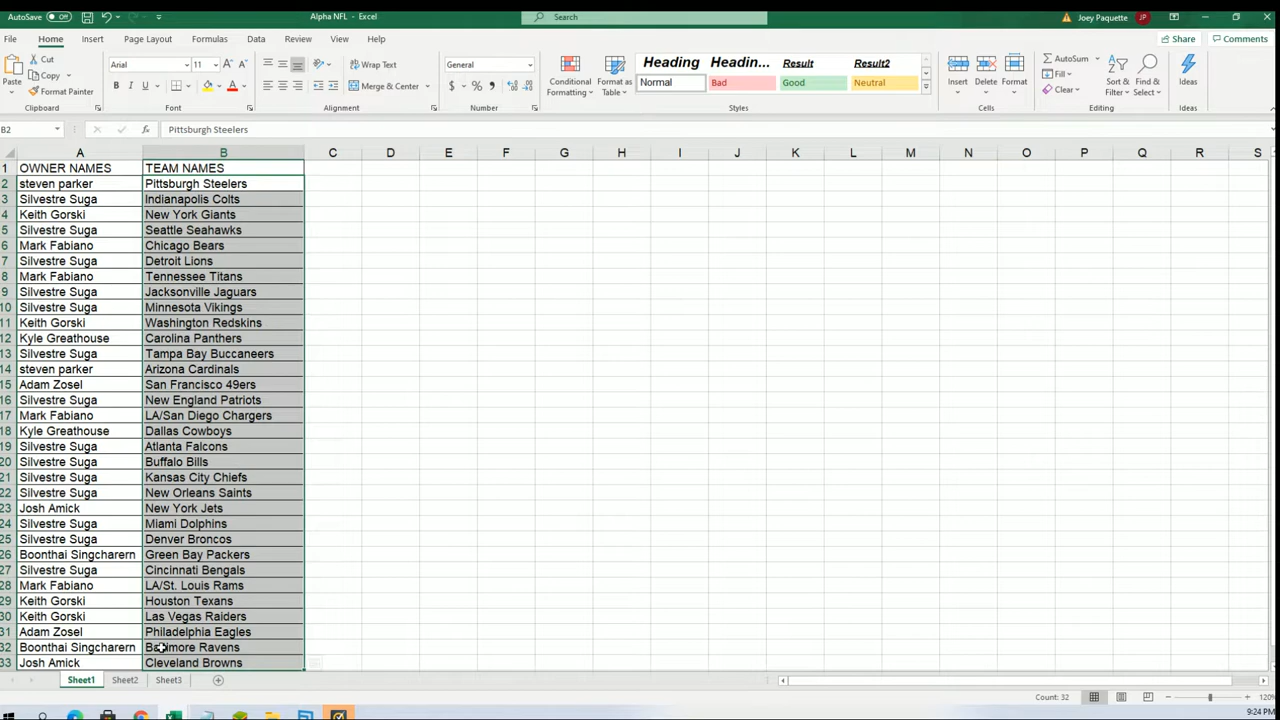 AutoSave Off Alpha NFL - Excel Search Joey Paquette JP
File Home Insert Page Layout Formulas Data Review View Help Share Comments
Paste Cut Copy Format Painter Clipboard
Arial 11 A A B I U A Font
Wrap Text Merge & Center Alignment
General $ % , Number
Conditional Formatting Format as Table
Heading Headin... Result Result2
Normal Bad Good Neutral
Styles
Insert Delete Format Cells
AutoSum Fill Clear Sort & Filter Find & Select Editing
Ideas Ideas
B2 fx Pittsburgh Steelers
A B C D E F G H I J K L M N O P Q R S
1 OWNER NAMES TEAM NAMES
2 steven parker Pittsburgh Steelers
3 Silvestre Suga Indianapolis Colts
4 Keith Gorski New York Giants
5 Silvestre Suga Seattle Seahawks
6 Mark Fabiano Chicago Bears
7 Silvestre Suga Detroit Lions
8 Mark Fabiano Tennessee Titans
9 Silvestre Suga Jacksonville Jaguars
10 Silvestre Suga Minnesota Vikings
11 Keith Gorski Washington Redskins
12 Kyle Greathouse Carolina Panthers
13 Silvestre Suga Tampa Bay Buccaneers
14 steven parker Arizona Cardinals
15 Adam Zosel San Francisco 49ers
16 Silvestre Suga New England Patriots
17 Mark Fabiano LA/San Diego Chargers
18 Kyle Greathouse Dallas Cowboys
19 Silvestre Suga Atlanta Falcons
20 Silvestre Suga Buffalo Bills
21 Silvestre Suga Kansas City Chiefs
22 Silvestre Suga New Orleans Saints
23 Josh Amick New York Jets
24 Silvestre Suga Miami Dolphins
25 Silvestre Suga Denver Broncos
26 Boonthai Singcharern Green Bay Packers
27 Silvestre Suga Cincinnati Bengals
28 Mark Fabiano LA/St. Louis Rams
29 Keith Gorski Houston Texans
30 Keith Gorski Las Vegas Raiders
31 Adam Zosel Philadelphia Eagles
32 Boonthai Singcharern Baltimore Ravens
33 Josh Amick Cleveland Browns
Sheet1 Sheet2 Sheet3
Count: 32 120%
9:24 PM